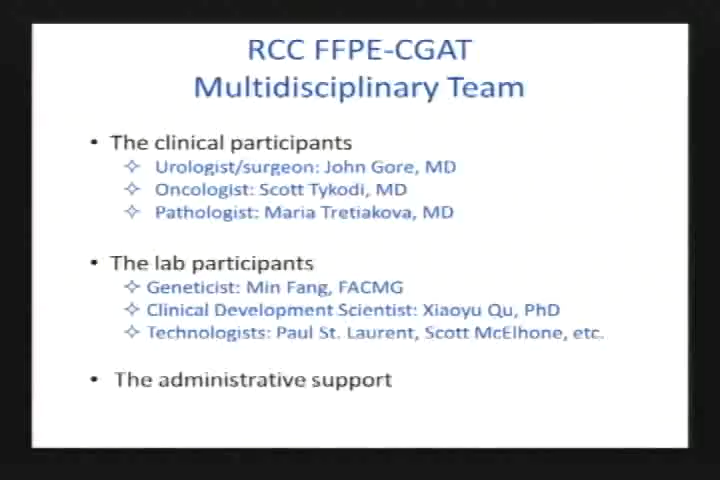 RCC FFPE-CGAT
Multidisciplinary Team
• The clinical participants
✧ Urologist/surgeon: John Gore, MD
✧ Oncologist: Scott Tykodi, MD
✧ Pathologist: Maria Tretiakova, MD
• The lab participants
✧ Geneticist: Min Fang, FACMG
✧ Clinical Development Scientist: Xiaoyu Qu, PhD
✧ Technologists: Paul St. Laurent, Scott McElhone, etc.
• The administrative support